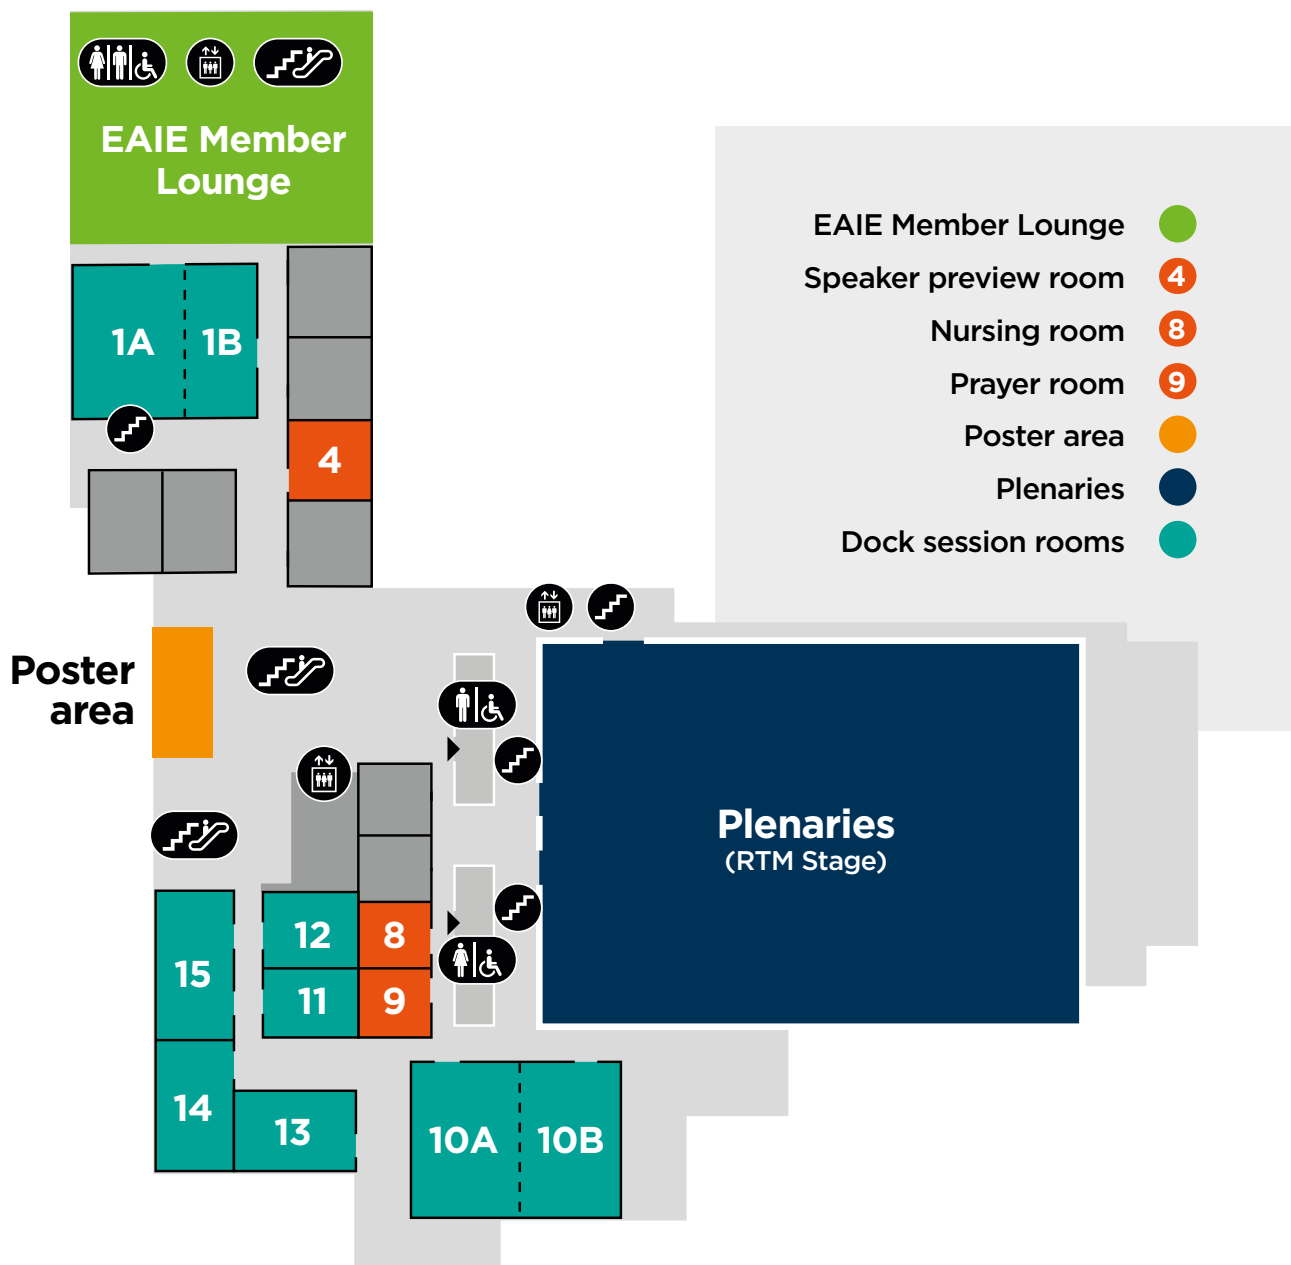 EAIE Member
Lounge
EAIE Member Lounge
Speaker preview room 4
Nursing room 8
Prayer room 9
Poster area
Plenaries
Dock session rooms
1A 1B
4
Poster
area
Plenaries
(RTM Stage)
12 8
15
11 9
14
13
10A 10B